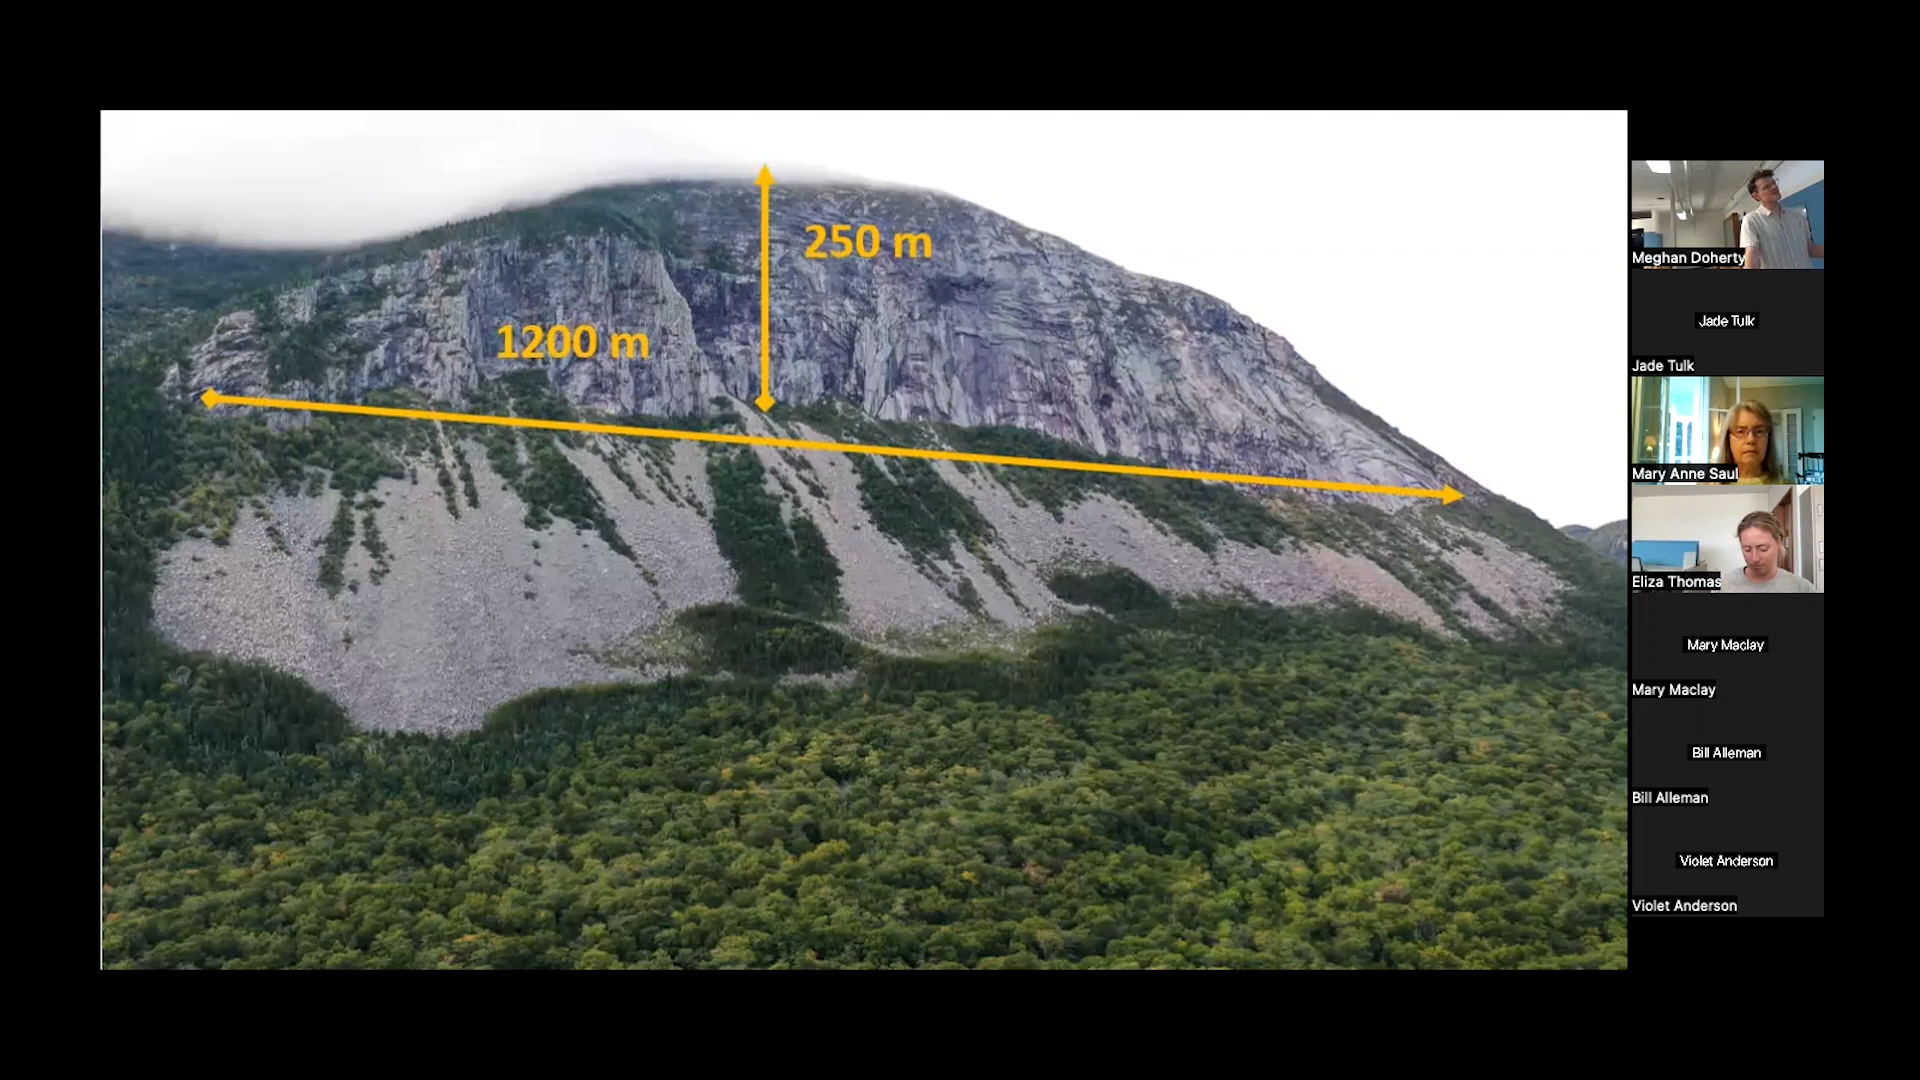 250 m
1200 m
Meghan Doherty
Jade Tulk
Jade Tulk
Mary Anne Saul
Eliza Thomas
Mary Maclay
Mary Maclay
Bill Alleman
Bill Alleman
Violet Anderson
Violet Anderson